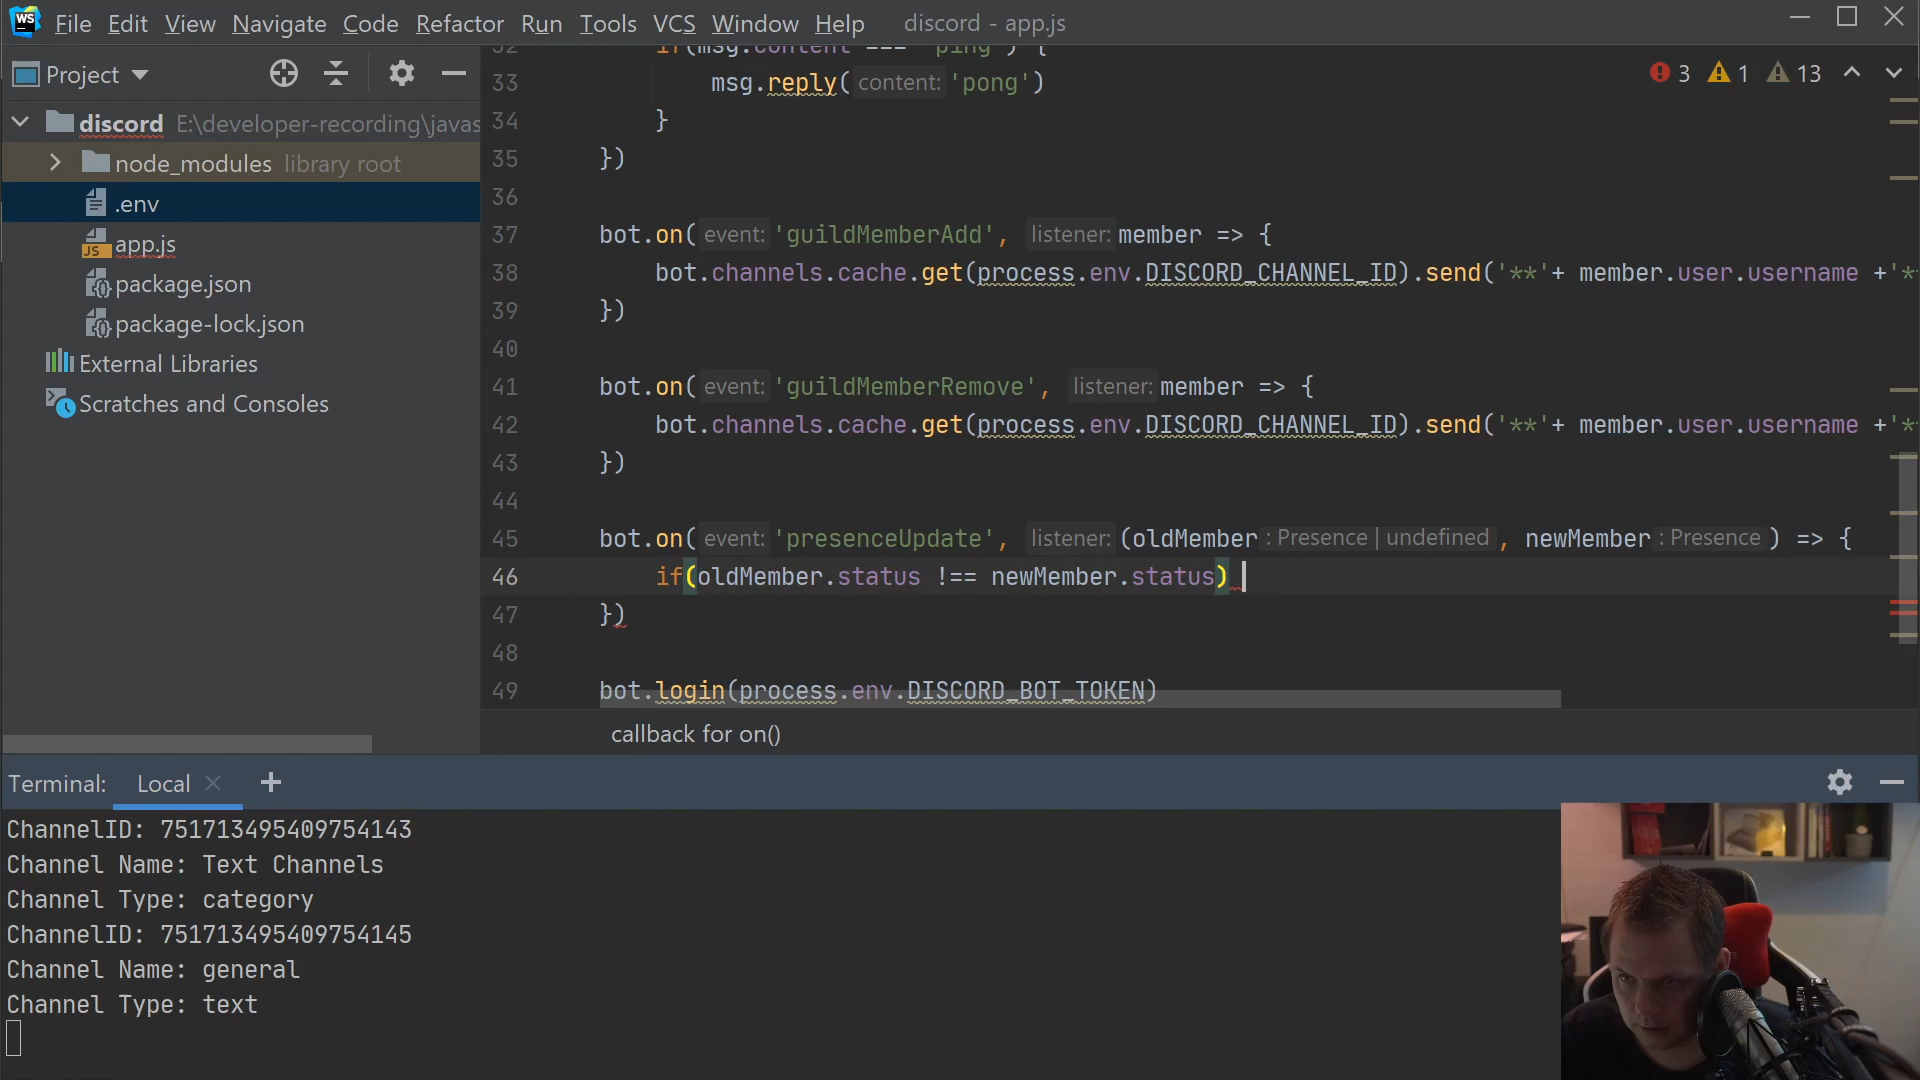 WS File Edit View Navigate Code Refactor Run Tools VCS Window Help discord - app.js
Project
discord E:\developer-recording\javas
node_modules library root
.env
JS app.js
package.json
package-lock.json
External Libraries
Scratches and Consoles
3 1 13
32 if(msg.content === 'ping') {
33 msg.reply( content: 'pong')
34 }
35 })
36
37 bot.on( event: 'guildMemberAdd', listener: member => {
38 bot.channels.cache.get(process.env.DISCORD_CHANNEL_ID).send('**'+ member.user.username +'*
39 })
40
41 bot.on( event: 'guildMemberRemove', listener: member => {
42 bot.channels.cache.get(process.env.DISCORD_CHANNEL_ID).send('**'+ member.user.username +'*
43 })
44
45 bot.on( event: 'presenceUpdate', listener: (oldMember : Presence | undefined , newMember : Presence ) => {
46 if(oldMember.status !== newMember.status)
47 })
48
49 bot.login(process.env.DISCORD_BOT_TOKEN)
callback for on()
Terminal: Local
ChannelID: 751713495409754143
Channel Name: Text Channels
Channel Type: category
ChannelID: 751713495409754145
Channel Name: general
Channel Type: text